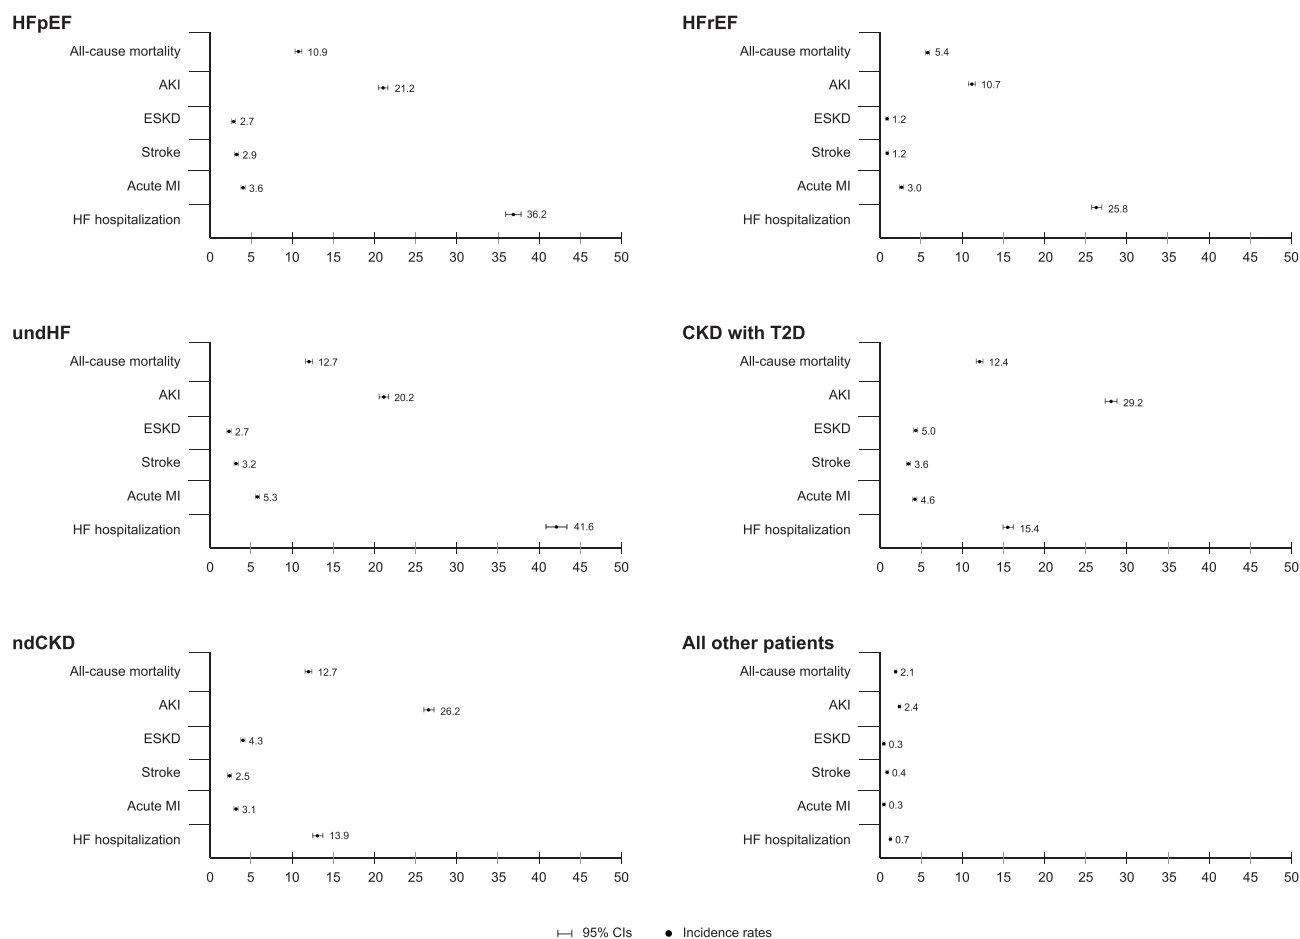 HFpEF
All-cause mortality 10.9
AKI 21.2
ESKD 2.7
Stroke 2.9
Acute MI 3.6
HF hospitalization 36.2
0 5 10 15 20 25 30 35 40 45 50
HFrEF
All-cause mortality 5.4
AKI 10.7
ESKD 1.2
Stroke 1.2
Acute MI 3.0
HF hospitalization 25.8
0 5 10 15 20 25 30 35 40 45 50
undHF
All-cause mortality 12.7
AKI 20.2
ESKD 2.7
Stroke 3.2
Acute MI 5.3
HF hospitalization 41.6
0 5 10 15 20 25 30 35 40 45 50
CKD with T2D
All-cause mortality 12.4
AKI 29.2
ESKD 5.0
Stroke 3.6
Acute MI 4.6
HF hospitalization 15.4
0 5 10 15 20 25 30 35 40 45 50
ndCKD
All-cause mortality 12.7
AKI 26.2
ESKD 4.3
Stroke 2.5
Acute MI 3.1
HF hospitalization 13.9
0 5 10 15 20 25 30 35 40 45 50
All other patients
All-cause mortality 2.1
AKI 2.4
ESKD 0.3
Stroke 0.4
Acute MI 0.3
HF hospitalization 0.7
0 5 10 15 20 25 30 35 40 45 50
95% CIs Incidence rates